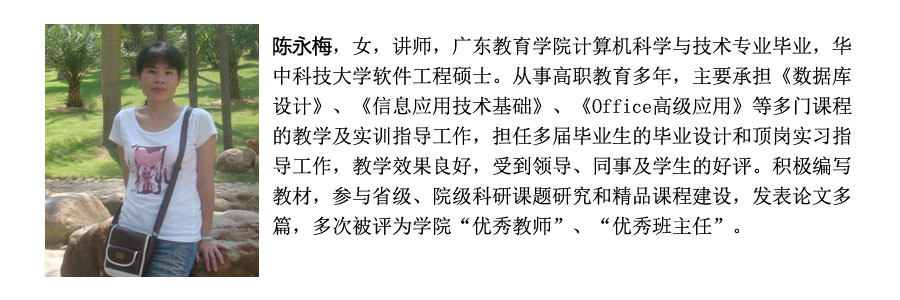 陈永梅，女，讲师，广东教育学院计算机科学与技术专业毕业，华
中科技大学软件工程硕士。从事高职教育多年，主要承担《数据库
设计》、《信息应用技术基础》、《Office高级应用》等多门课程
的教学及实训指导工作，担任多届毕业生的毕业设计和顶岗实习指
导工作，教学效果良好，受到领导、同事及学生的好评。积极编写
教材，参与省级、院级科研课题研究和精品课程建设，发表论文多
篇，多次被评为学院“优秀教师”、“优秀班主任”。